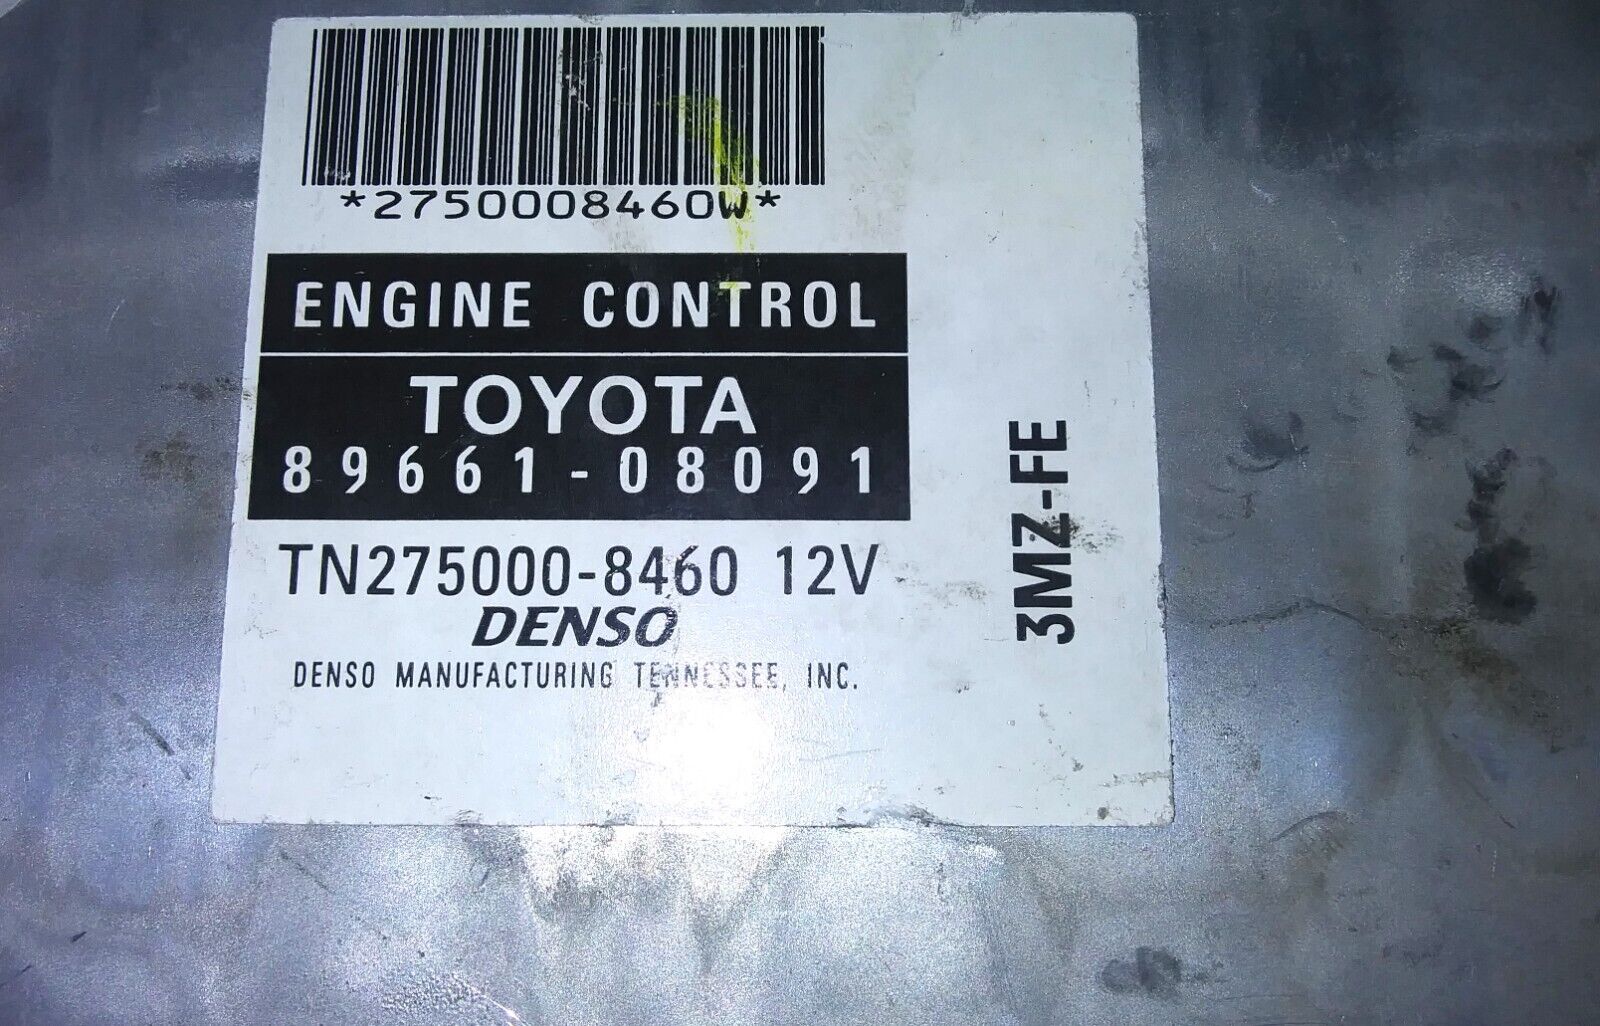 *2750008460W*
ENGINE CONTROL
TOYOTA
89661-08091
TN275000-8460 12V
DENSO
DENSO MANUFACTURING TENNESSEE, INC.
3MZ-FE